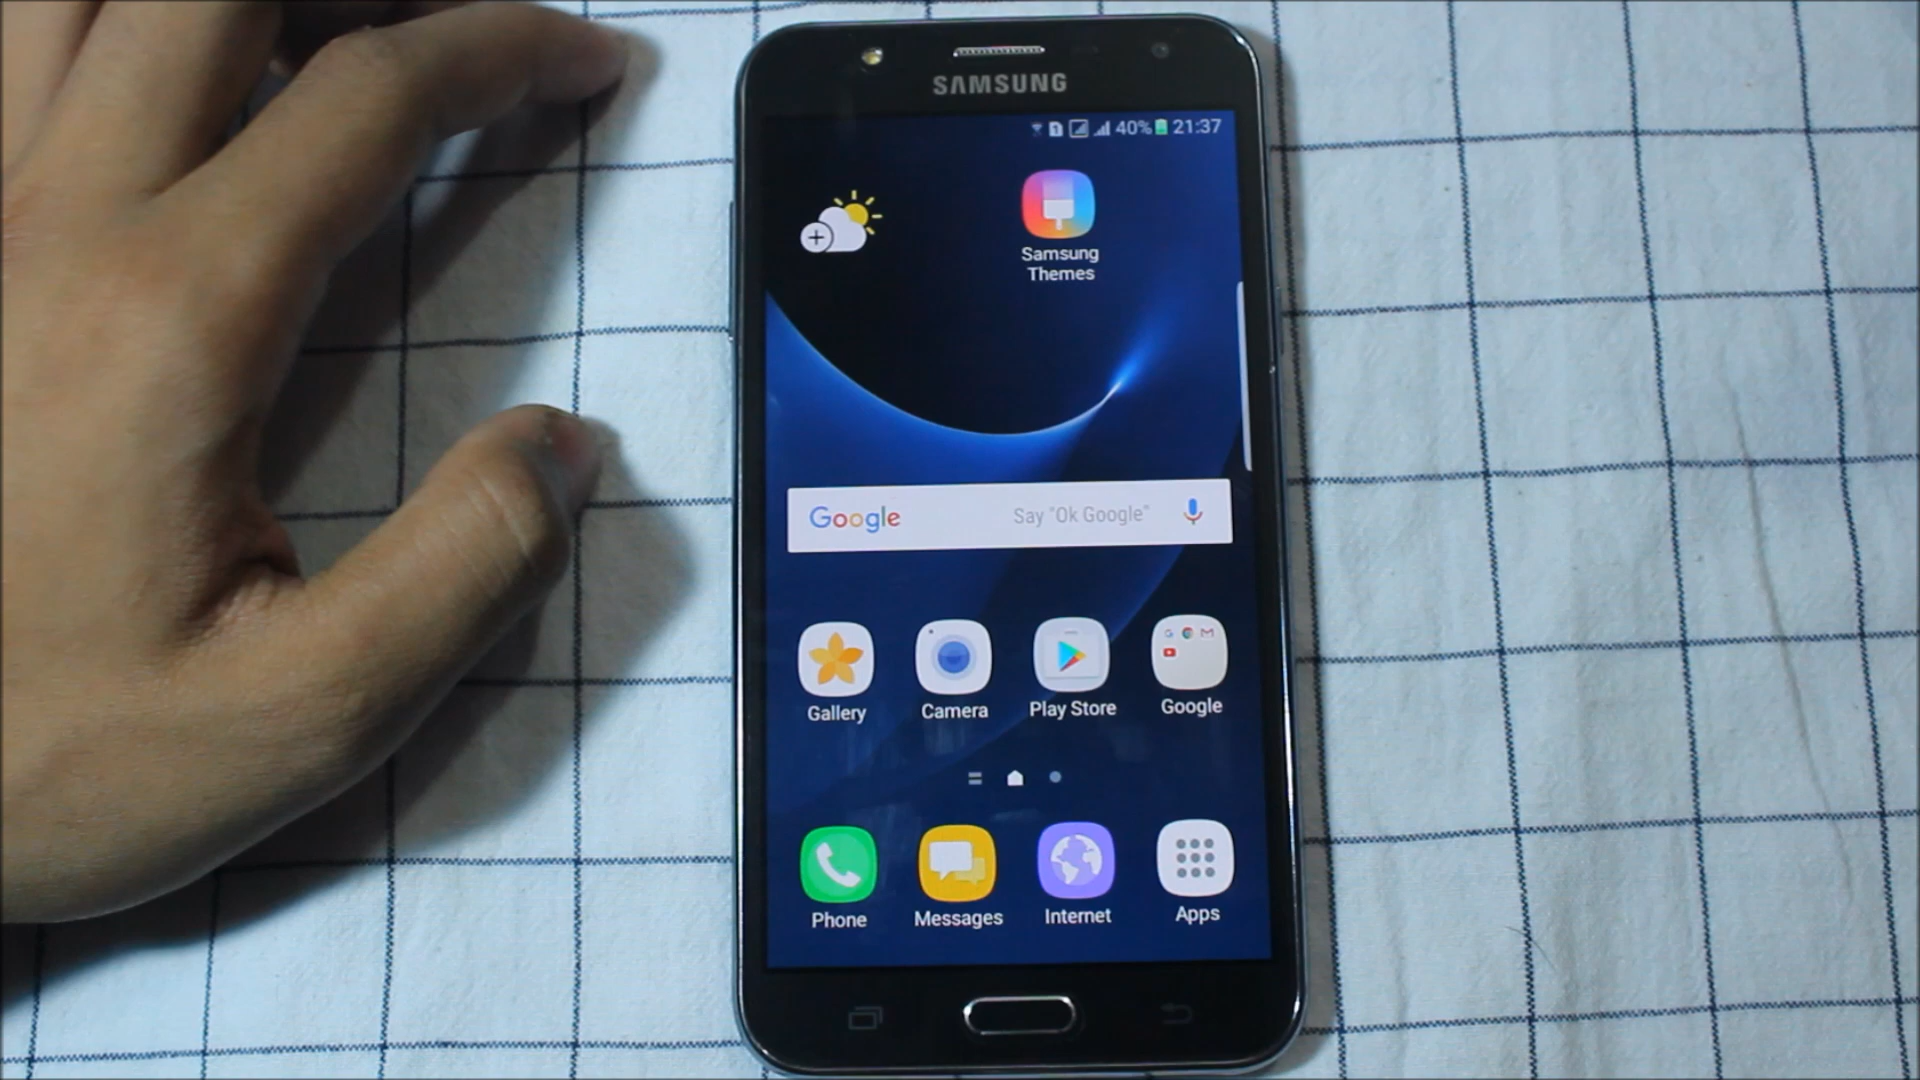 SAMSUNG
40% 21:37
Samsung
Themes
Google Say "Ok Google"
Gallery Camera Play Store Google
Phone Messages Internet Apps